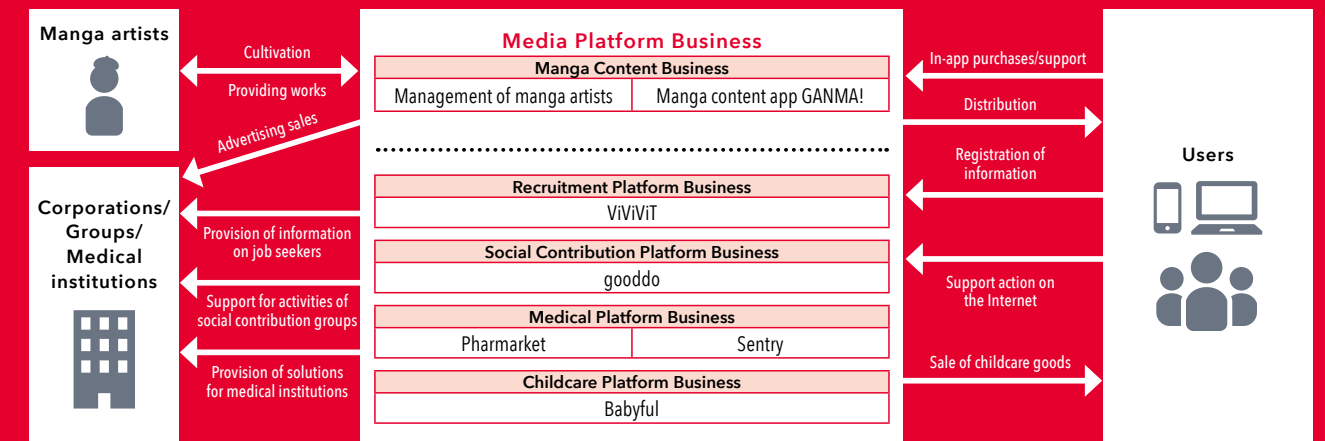 Manga artists
Corporations/
Groups/
Medical
institutions
Cultivation
Providing works
Advertising sales
Provision of information
on job seekers
Support for activities of
social contribution groups
Provision of solutions
for medical institutions
Media Platform Business
Manga Content Business
Management of manga artists
Manga content app GANMA!
Recruitment Platform Business
ViViViT
Social Contribution Platform Business
gooddo
Medical Platform Business
Pharmarket
Sentry
Childcare Platform Business
Babyful
In-app purchases/support
Distribution
Registration of
information
Support action on
the Internet
Sale of childcare goods
Users